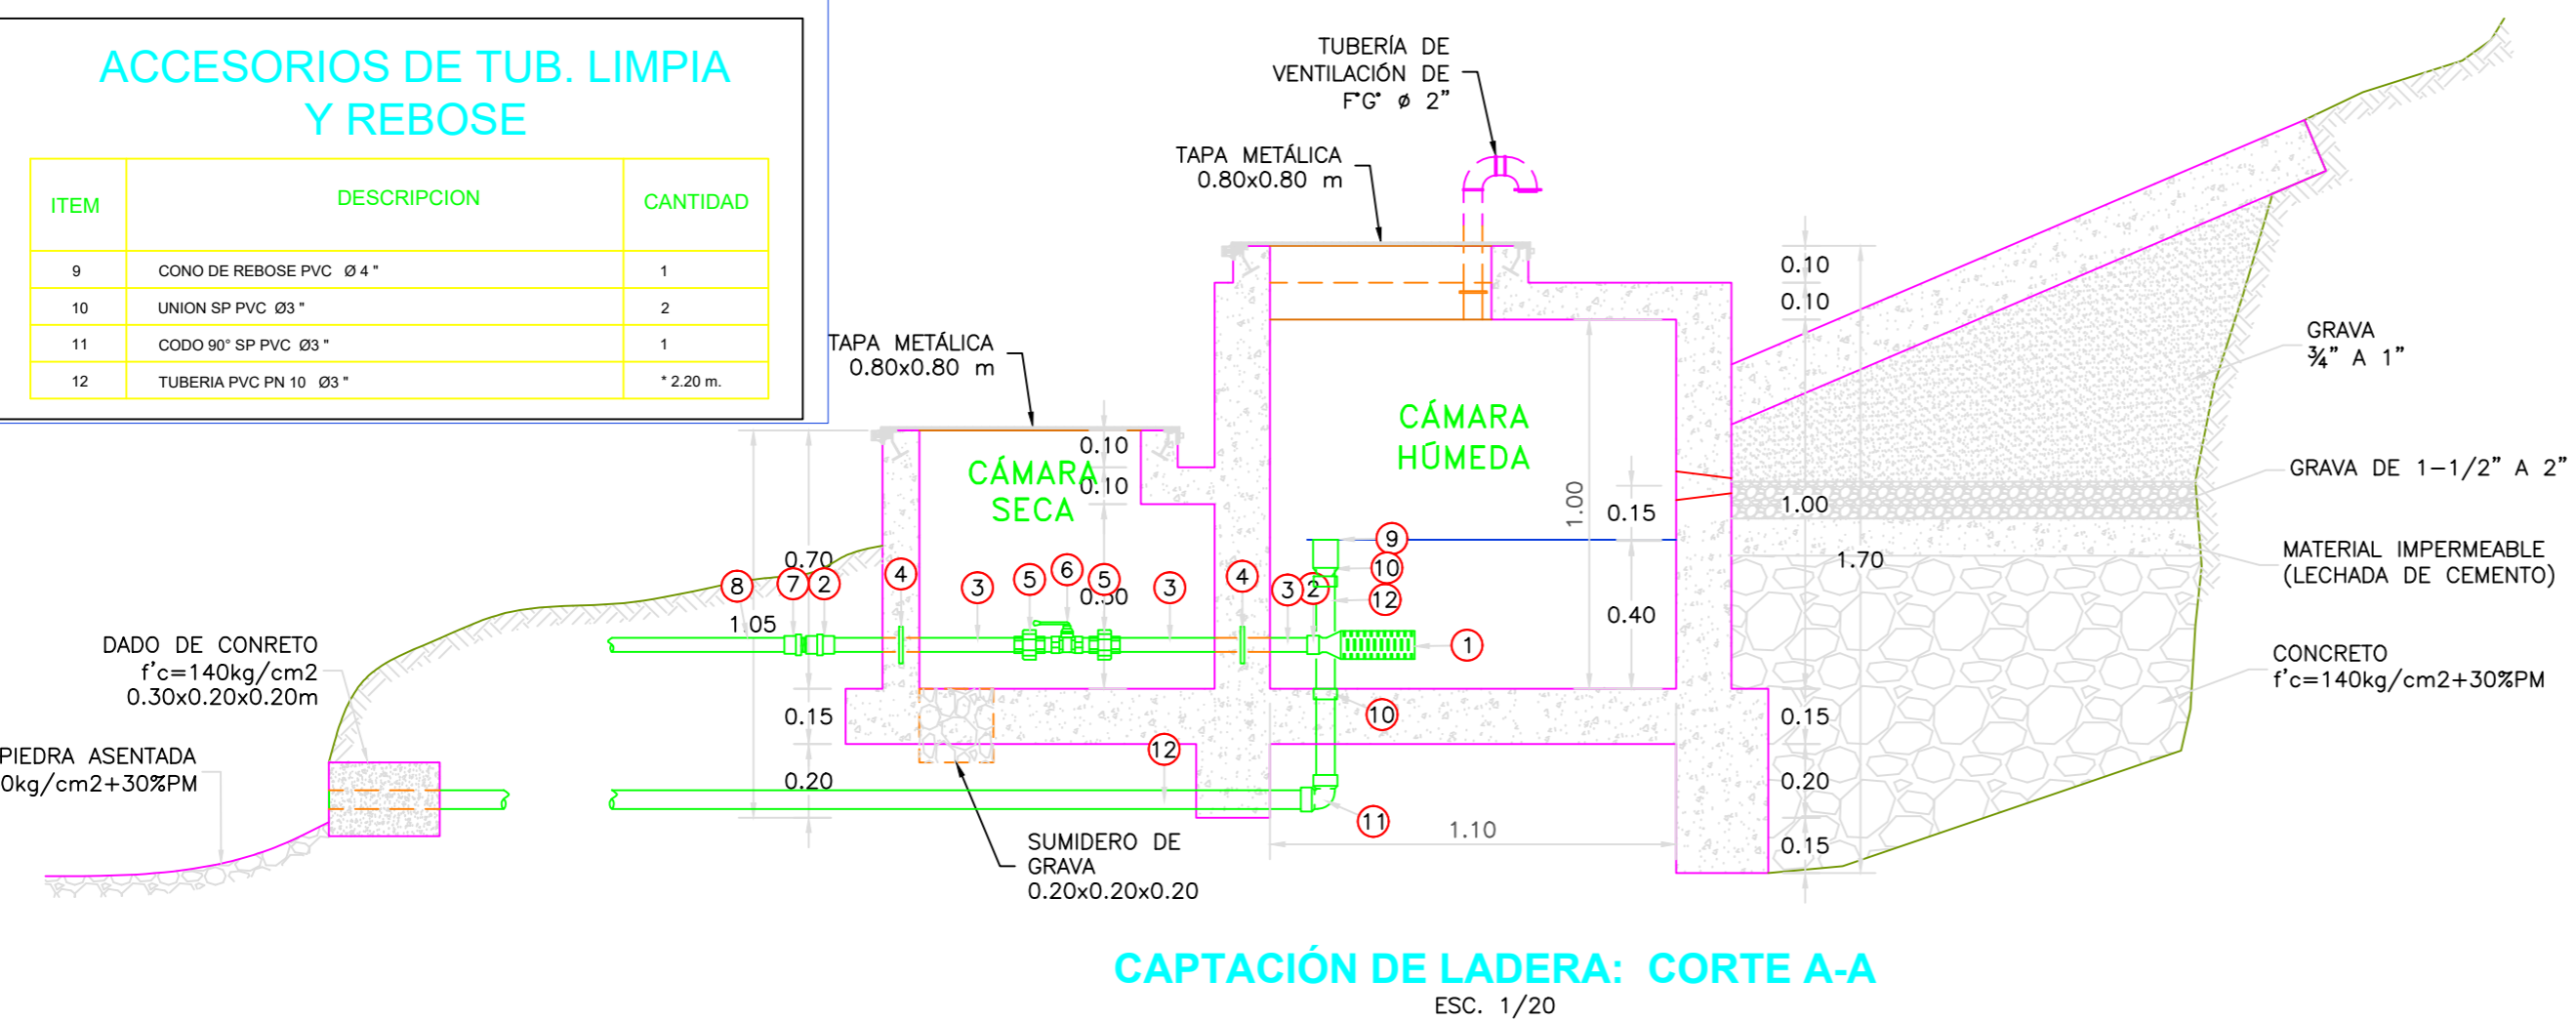 ACCESORIOS DE TUB. LIMPIA
Y REBOSE
ITEM DESCRIPCION CANTIDAD
9 CONO DE REBOSE PVC Ø 4 " 1
10 UNION SP PVC Ø3 " 2
11 CODO 90° SP PVC Ø3 " 1
12 TUBERIA PVC PN 10 Ø3 " * 2.20 m.
TUBERÍA DE
VENTILACIÓN DE
F°G° ø 2"
TAPA METÁLICA
0.80x0.80 m
TAPA METÁLICA
0.80x0.80 m
CÁMARA
HÚMEDA
CÁMARA
SECA
0.10
0.10
0.10
0.10
1.00
0.15
0.40
1.00
1.70
0.70
1.05
0.15
0.20
0.15
0.20
0.15
1.10
8
7
2
4
3
5
6
5
3
4
3
2
9
10
12
1
10
12
11
GRAVA
¾" A 1"
GRAVA DE 1-1/2" A 2"
MATERIAL IMPERMEABLE
(LECHADA DE CEMENTO)
CONCRETO
f'c=140kg/cm2+30%PM
DADO DE CONRETO
f'c=140kg/cm2
0.30x0.20x0.20m
PIEDRA ASENTADA
0kg/cm2+30%PM
SUMIDERO DE
GRAVA
0.20x0.20x0.20
CAPTACIÓN DE LADERA: CORTE A-A
ESC. 1/20